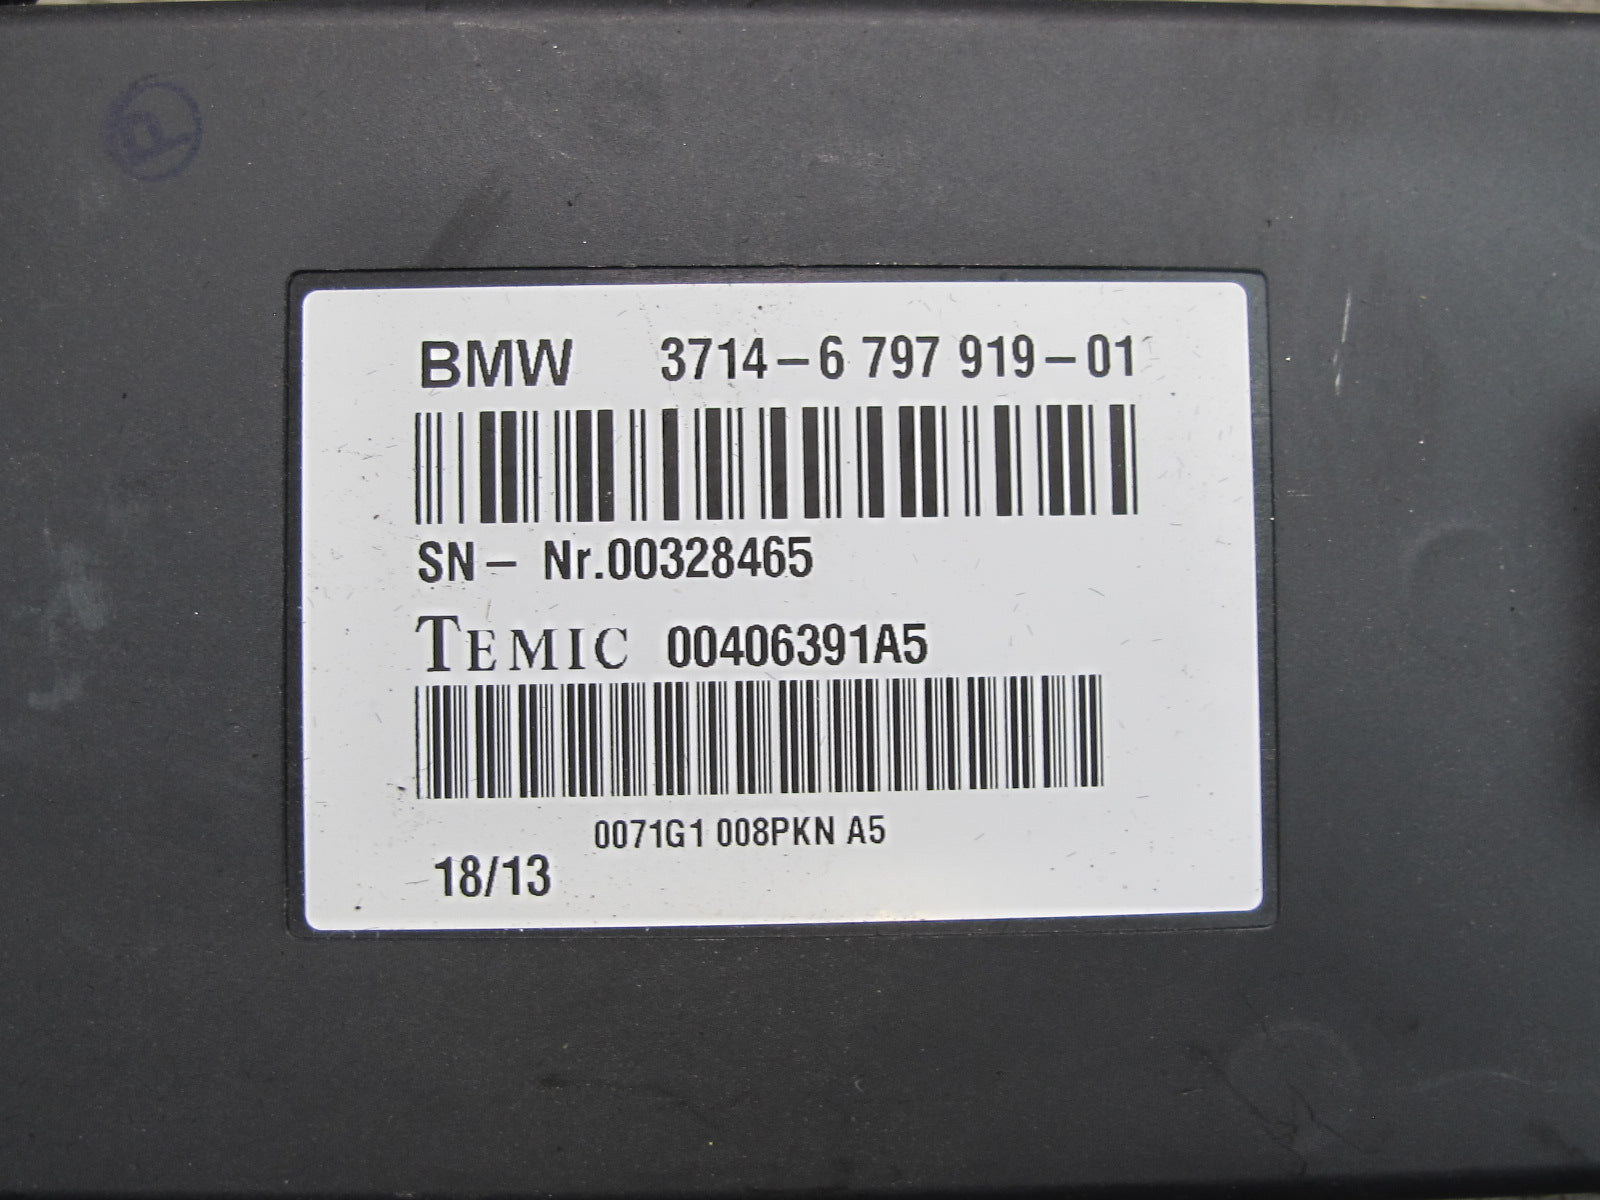 BMW 3714-6 797 919-01
SN- Nr.00328465
TEMIC 00406391A5
0071G1 008PKN A5
18/13